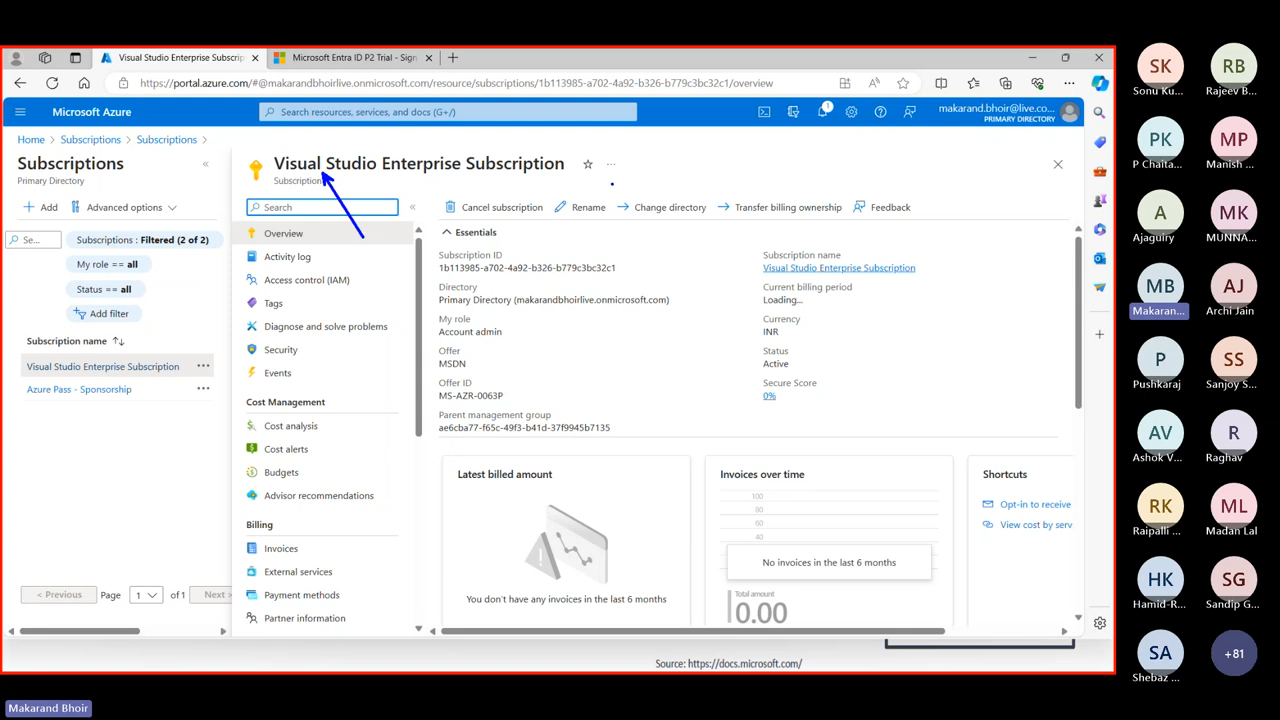 Visual Studio Enterprise Subscrip
Microsoft Entra ID P2 Trial - Sign
https://portal.azure.com/#@makarandbhoirlive.onmicrosoft.com/resource/subscriptions/1b113985-a702-4a92-b326-b779c3bc32c1/overview
Microsoft Azure
Search resources, services, and docs (G+/)
1
makarand.bhoir@live.co...
PRIMARY DIRECTORY
Home
Subscriptions
Subscriptions
Subscriptions
Primary Directory
Add
Advanced options
Se...
Subscriptions : Filtered (2 of 2)
My role == all
Status == all
Add filter
Subscription name
Visual Studio Enterprise Subscription
Azure Pass - Sponsorship
< Previous
Page
1
of 1
Next >
Visual Studio Enterprise Subscription
Subscription
Search
Overview
Activity log
Access control (IAM)
Tags
Diagnose and solve problems
Security
Events
Cost Management
Cost analysis
Cost alerts
Budgets
Advisor recommendations
Billing
Invoices
External services
Payment methods
Partner information
Cancel subscription
Rename
Change directory
Transfer billing ownership
Feedback
Essentials
Subscription ID
1b113985-a702-4a92-b326-b779c3bc32c1
Directory
Primary Directory (makarandbhoirlive.onmicrosoft.com)
My role
Account admin
Offer
MSDN
Offer ID
MS-AZR-0063P
Parent management group
ae6cba77-f65c-49f3-b41d-37f9945b7135
Subscription name
Visual Studio Enterprise Subscription
Current billing period
Loading...
Currency
INR
Status
Active
Secure Score
0%
Latest billed amount
You don't have any invoices in the last 6 months
Invoices over time
100
80
60
40
No invoices in the last 6 months
Total amount
0.00
Shortcuts
Opt-in to receive
View cost by serv
Source: https://docs.microsoft.com/
SK
Sonu Ku...
RB
Rajeev B...
PK
P Chaita...
MP
Manish ...
A
Ajaguiry
MK
MUNNA...
MB
Makaran...
AJ
Archi Jain
P
Pushkaraj
SS
Sanjoy S...
AV
Ashok V...
R
Raghav
RK
Raipalli ...
ML
Madan Lal
HK
Hamid-R...
SG
Sandip G...
SA
Shebaz ...
+81
Makarand Bhoir